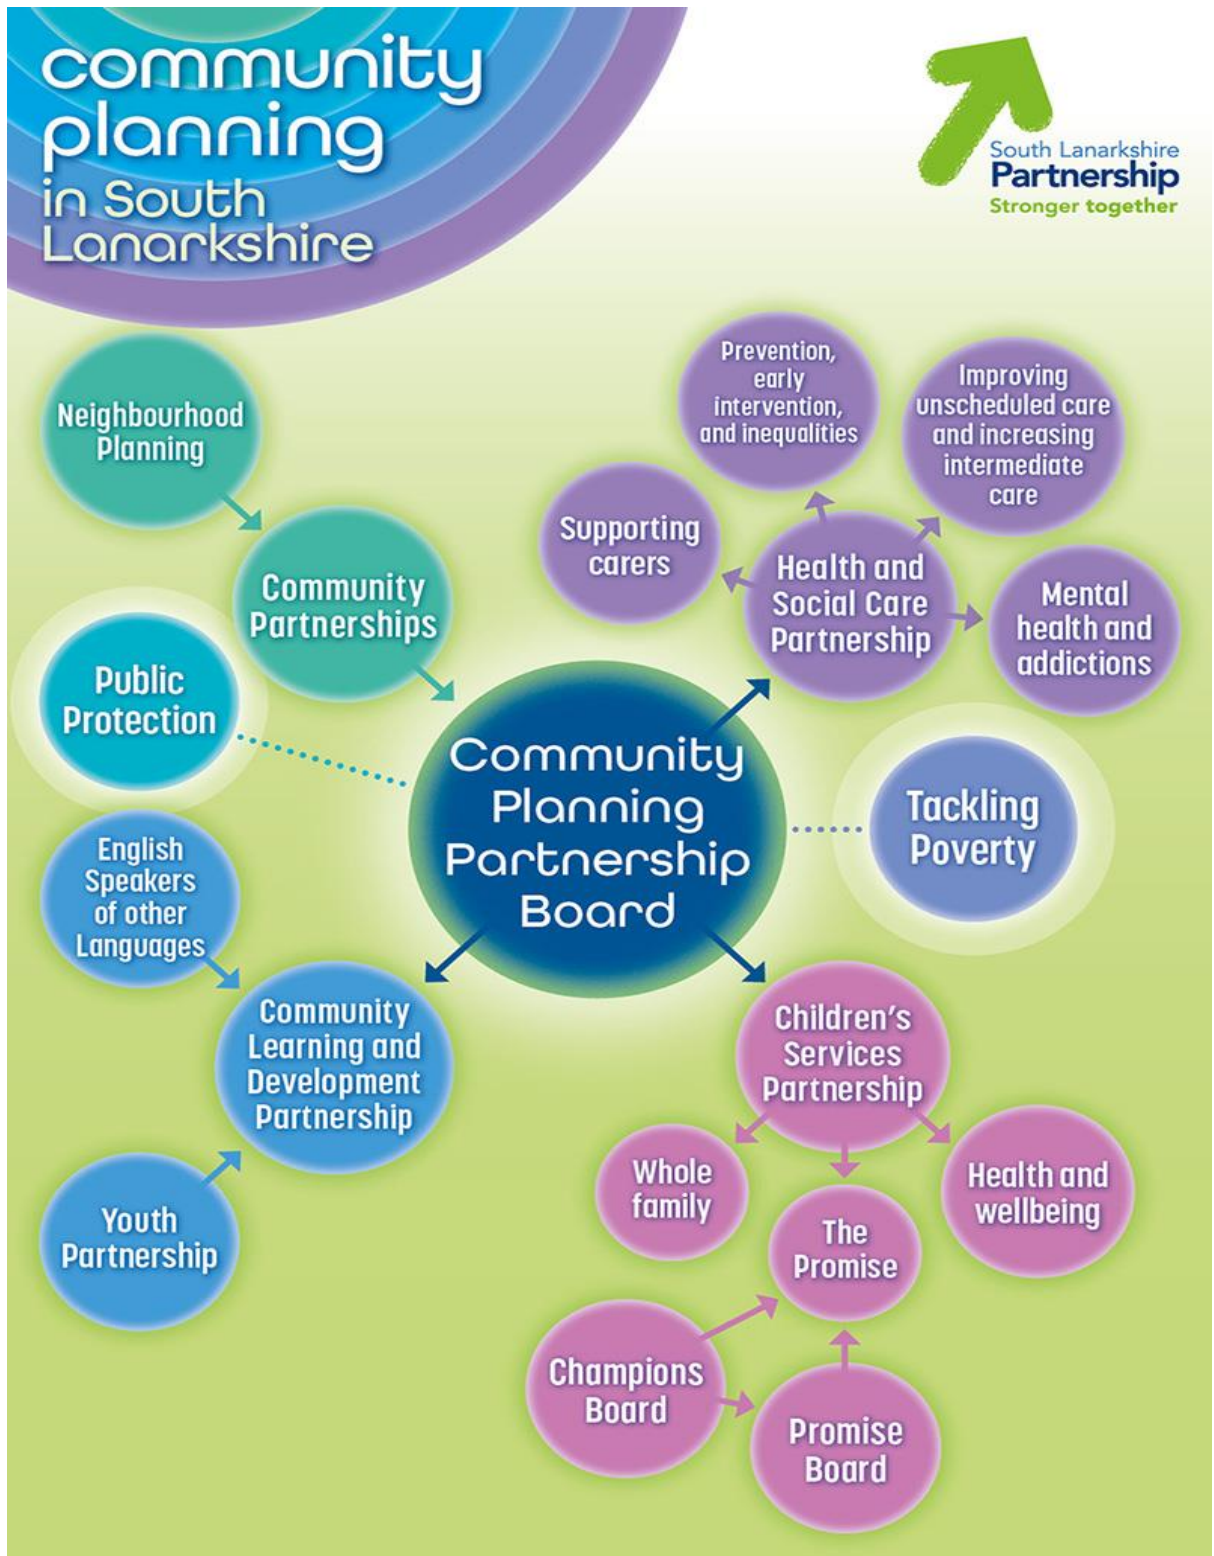 community
planning
in South
Lanarkshire
South Lanarkshire
Partnership
Stronger together
Neighbourhood
Planning
Community
Partnerships
Public
Protection
English
Speakers
of other
Languages
Community
Learning and
Development
Partnership
Youth
Partnership
Community
Planning
Partnership
Board
Supporting
carers
Prevention,
early
intervention,
and inequalities
Improving
unscheduled care
and increasing
intermediate
care
Health and
Social Care
Partnership
Mental
health and
addictions
Tackling
Poverty
Children's
Services
Partnership
Whole
family
The
Promise
Health and
wellbeing
Champions
Board
Promise
Board